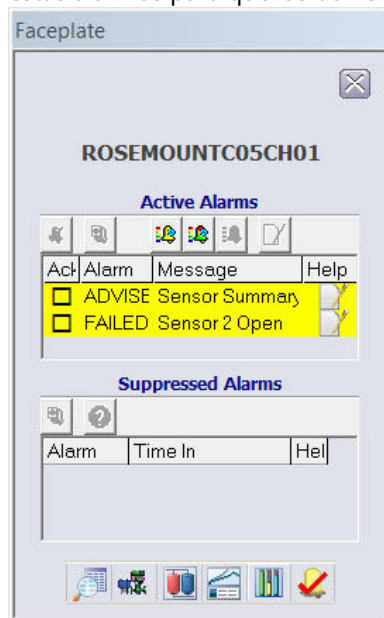 Faceplate
ROSEMOUNTC05CH01
Active Alarms
Ack Alarm Message Help
ADVISE Sensor Summary
FAILED Sensor 2 Open
Suppressed Alarms
Alarm Time In Hel